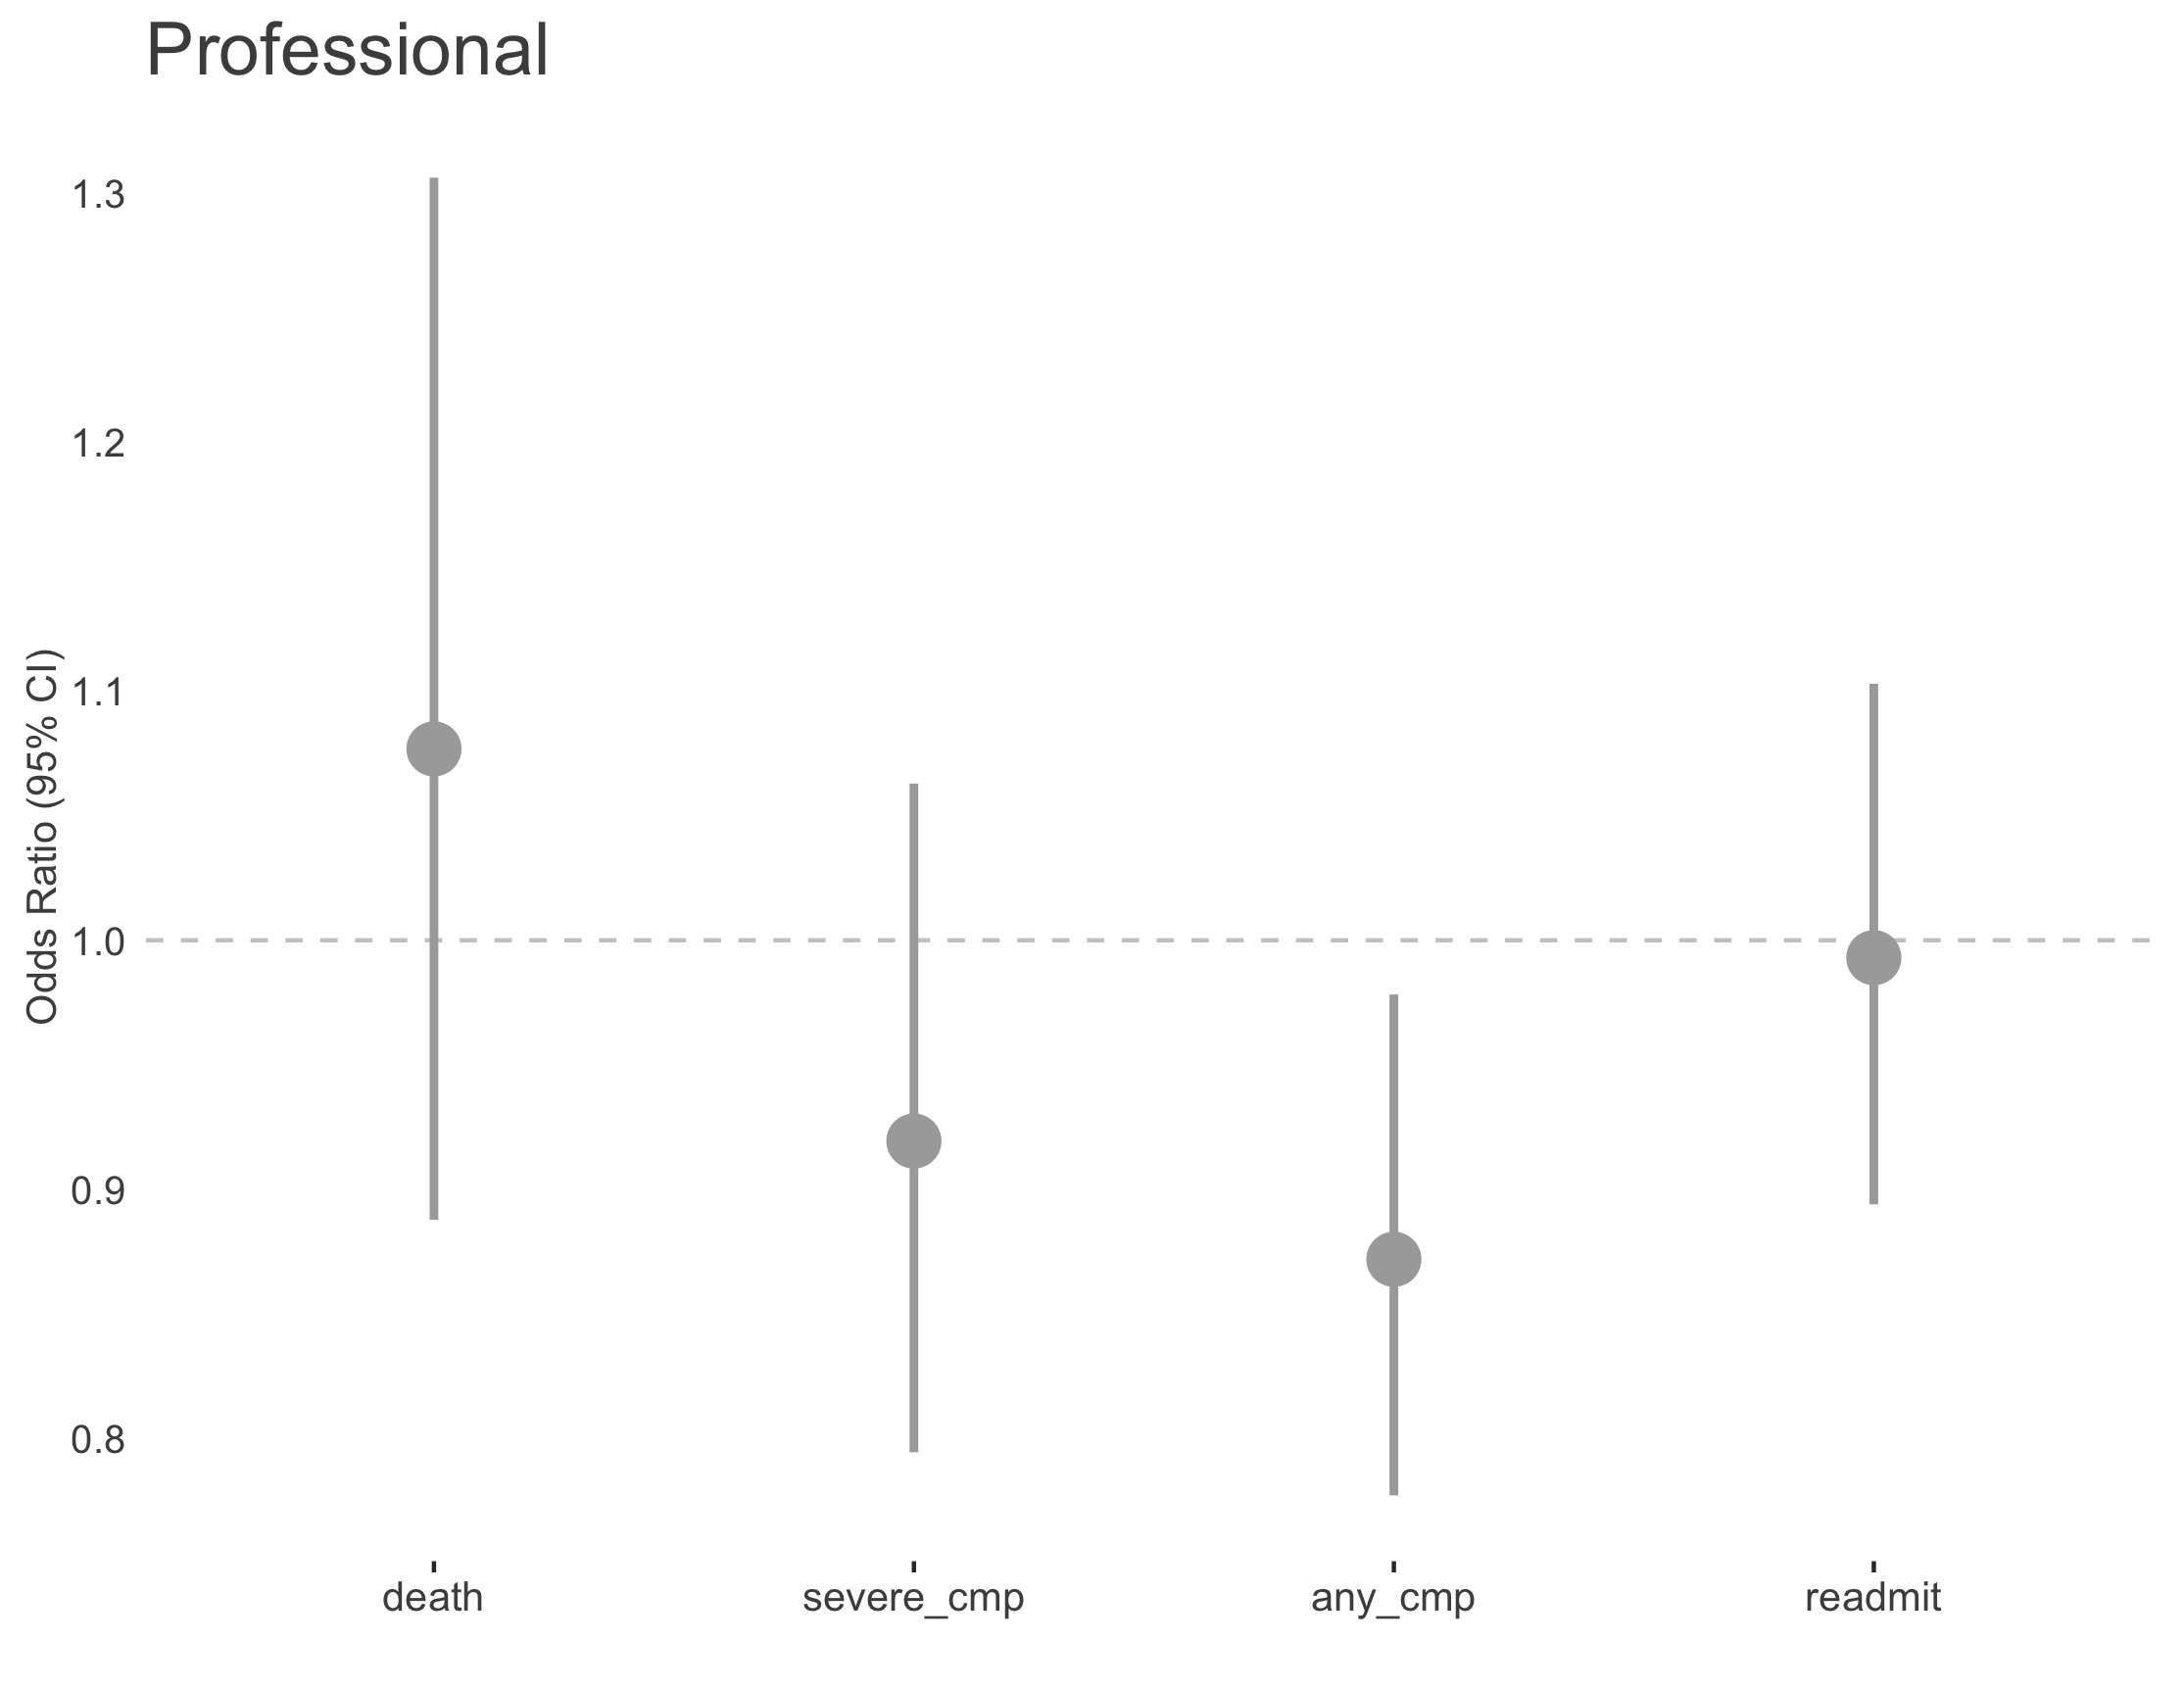 Professional
1.3
1.2
1.1
1.0
0.9
0.8
Odds Ratio (95% CI)
death
severe_cmp
any_cmp
readmit